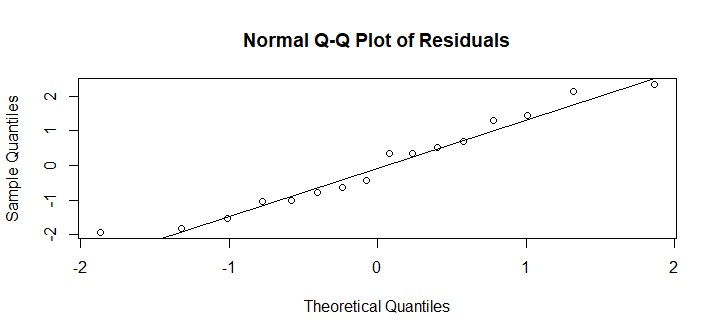 Normal Q-Q Plot of Residuals
Sample Quantiles
2
1
0
-1
-2
-2 -1 0 1 2
Theoretical Quantiles